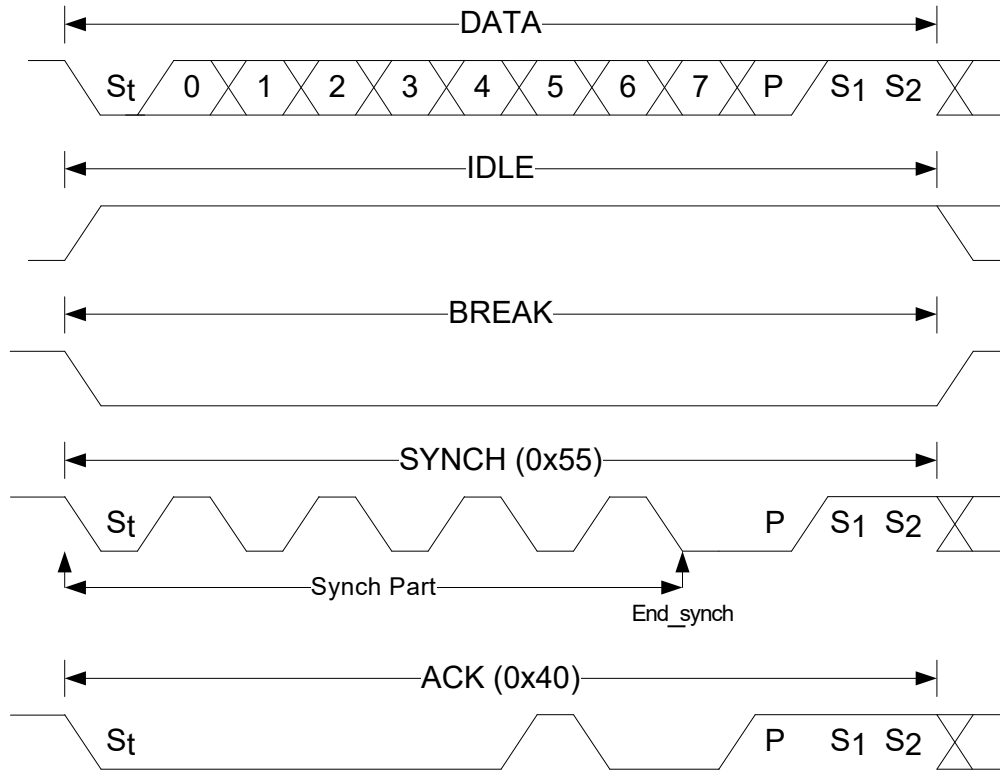 DATA
St 0 1 2 3 4 5 6 7 P S1 S2
IDLE
BREAK
SYNCH (0x55)
St P S1 S2
Synch Part
End_synch
ACK (0x40)
St P S1 S2